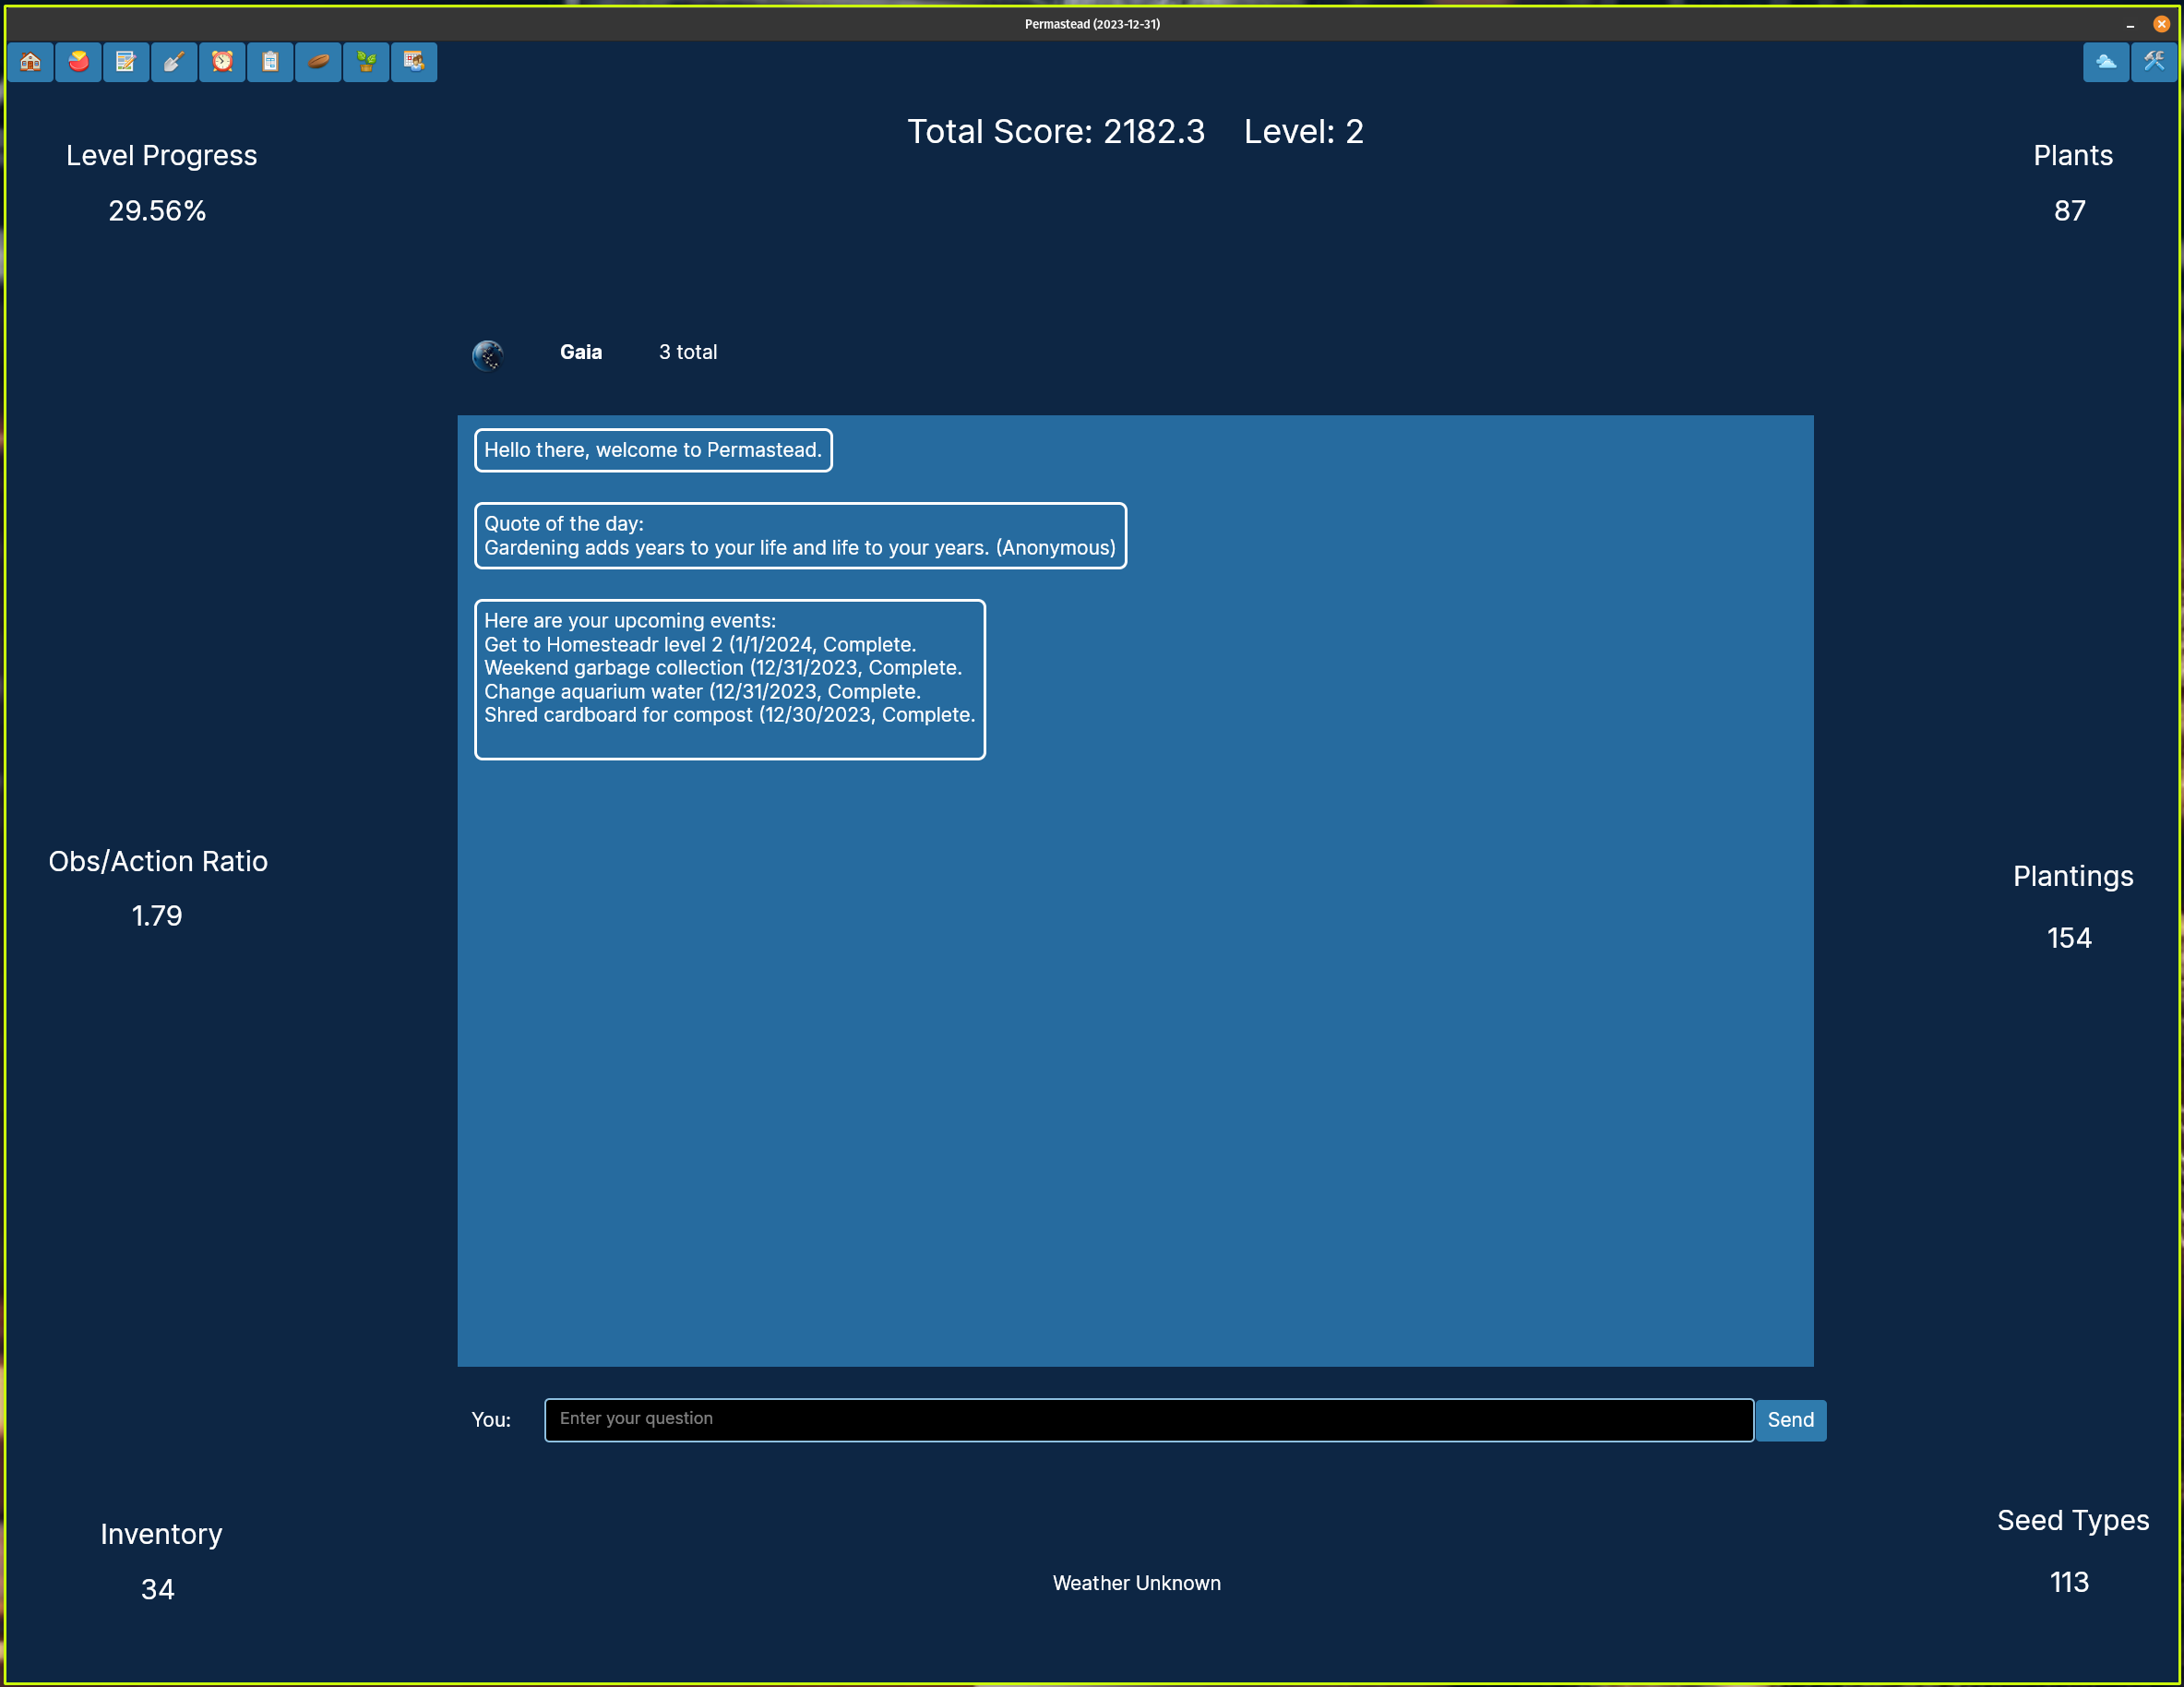 Permastead (2023-12-31)
Total Score: 2182.3 Level: 2
Level Progress
29.56%
Plants
87
Gaia 3 total
Hello there, welcome to Permastead.
Quote of the day:
Gardening adds years to your life and life to your years. (Anonymous)
Here are your upcoming events:
Get to Homesteadr level 2 (1/1/2024, Complete.
Weekend garbage collection (12/31/2023, Complete.
Change aquarium water (12/31/2023, Complete.
Shred cardboard for compost (12/30/2023, Complete.
Obs/Action Ratio
1.79
Plantings
154
You: Enter your question Send
Inventory
34
Weather Unknown
Seed Types
113